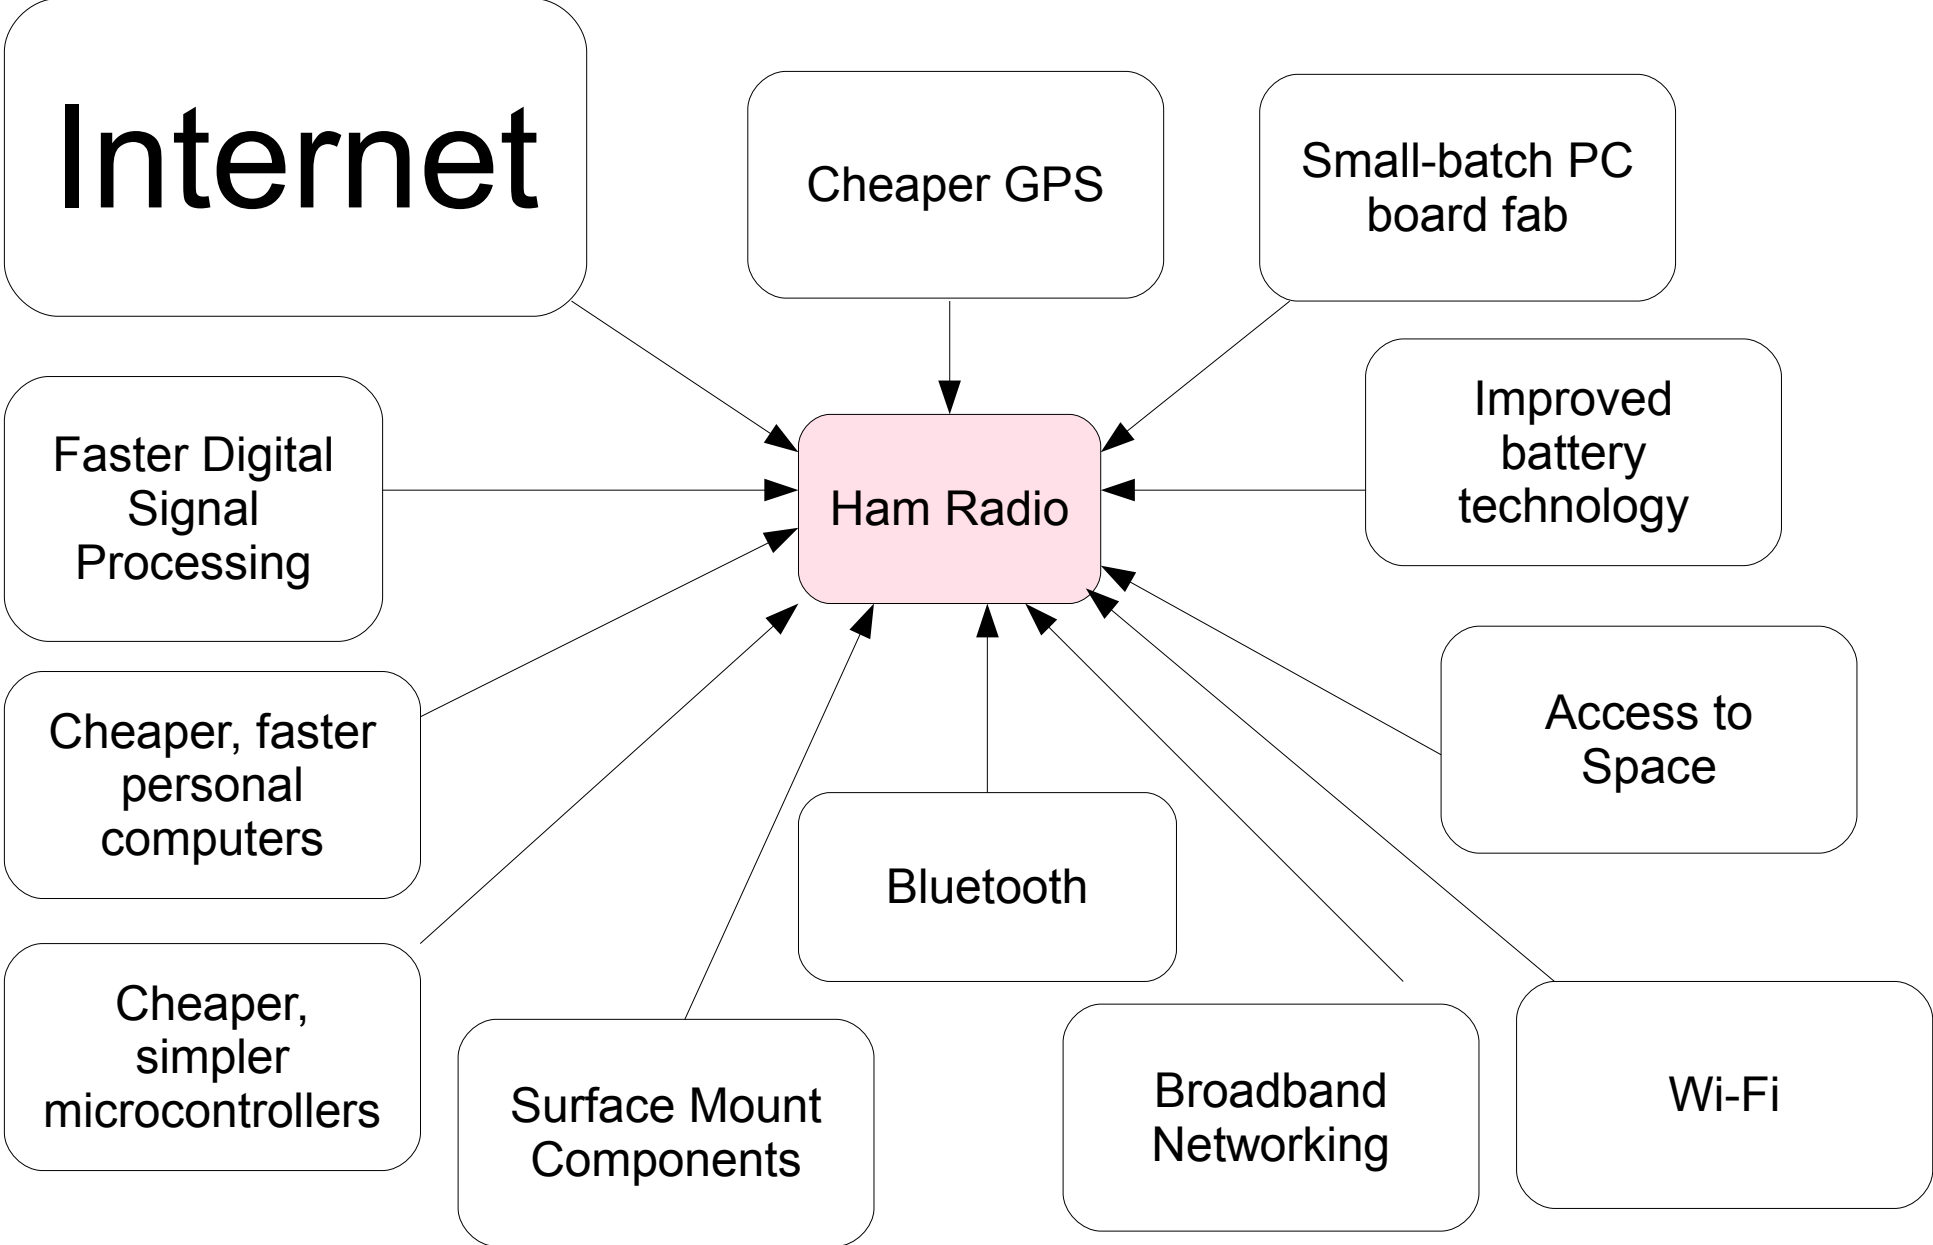 Internet
Cheaper GPS
Small-batch PC
board fab
Faster Digital
Signal
Processing
Ham Radio
Improved
battery
technology
Cheaper, faster
personal
computers
Access to
Space
Bluetooth
Cheaper,
simpler
microcontrollers
Surface Mount
Components
Broadband
Networking
Wi-Fi